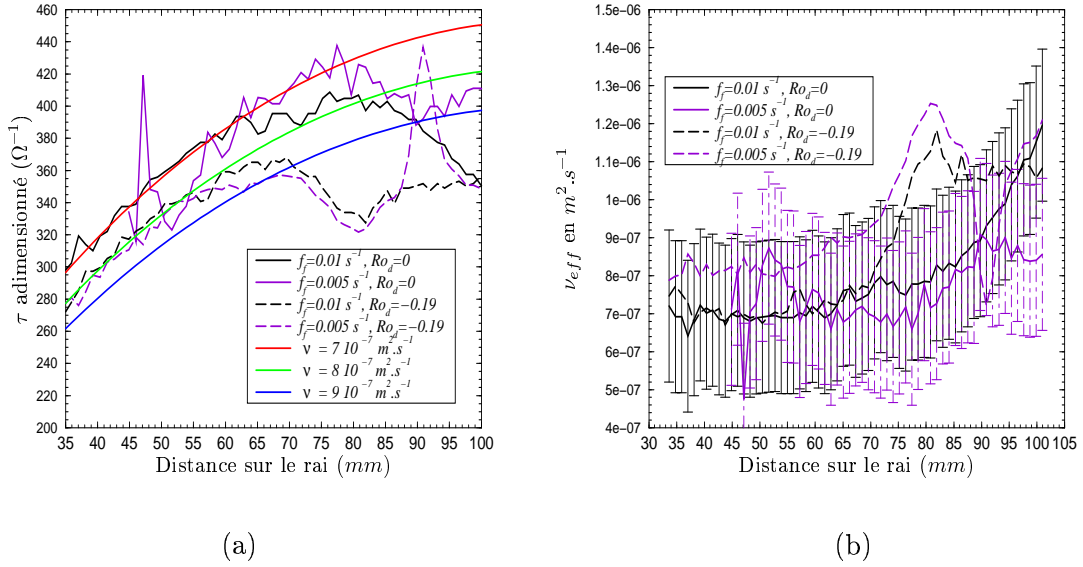 460
440
420
400
380
360
340
320
300
280
260
240
220
200
τ adimensionné (Ω⁻¹)
f_f=0.01 s⁻¹, Ro_d=0
f_f=0.005 s⁻¹, Ro_d=0
f_f=0.01 s⁻¹, Ro_d=−0.19
f_f=0.005 s⁻¹, Ro_d=−0.19
ν = 7 10⁻⁷ m².s⁻¹
ν = 8 10⁻⁷ m².s⁻¹
ν = 9 10⁻⁷ m².s⁻¹
35 40 45 50 55 60 65 70 75 80 85 90 95 100
Distance sur le rai (mm)
(a)
1.5e-06
1.4e-06
1.3e-06
1.2e-06
1.1e-06
1e-06
9e-07
8e-07
7e-07
6e-07
5e-07
4e-07
ν_eff en m².s⁻¹
f_f=0.01 s⁻¹, Ro_d=0
f_f=0.005 s⁻¹, Ro_d=0
f_f=0.01 s⁻¹, Ro_d=−0.19
f_f=0.005 s⁻¹, Ro_d=−0.19
30 35 40 45 50 55 60 65 70 75 80 85 90 95 100 105
Distance sur le rai (mm)
(b)